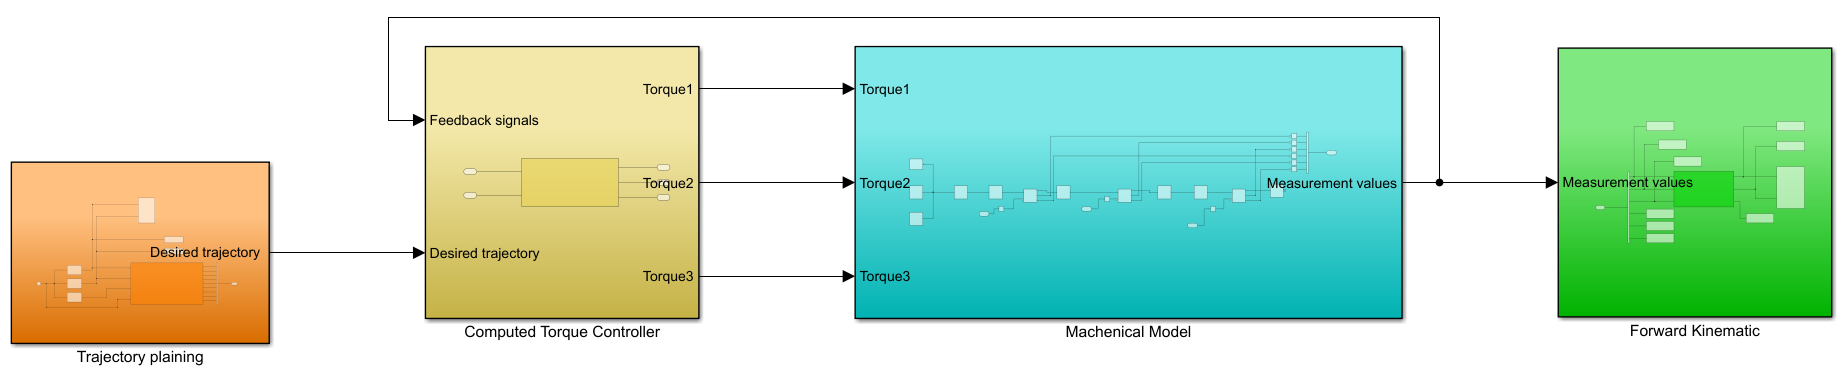 Desired trajectory
Trajectory plaining
Feedback signals
Desired trajectory
Torque1
Torque2
Torque3
Computed Torque Controller
Torque1
Torque2
Torque3
Measurement values
Machenical Model
Measurement values
Forward Kinematic